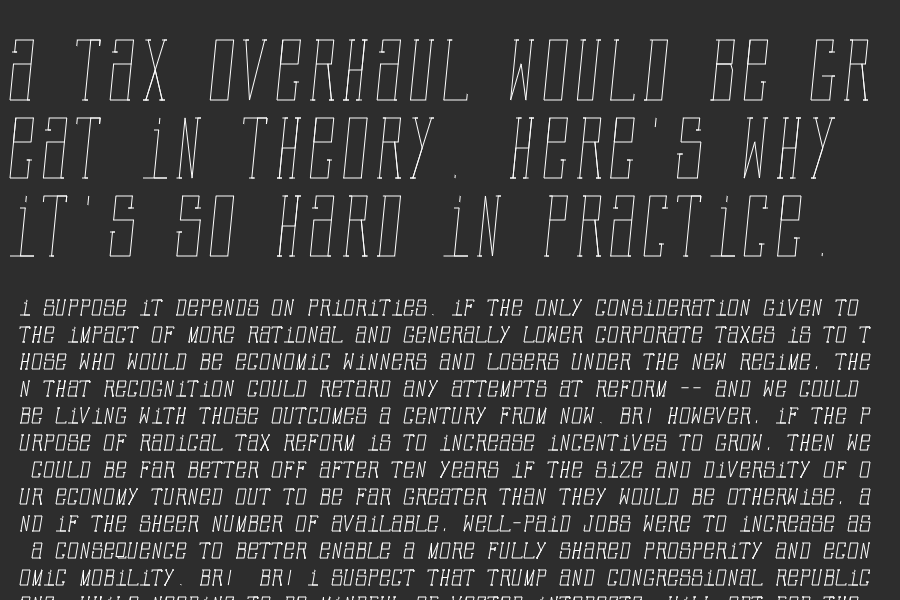 a Tax overhaul would be gr
eat in theory. Here's why
it's so hard in practice.
i suppose it depends on priorities. if the only consideration given to
the impact of more rational and generally lower corporate taxes is to t
hose who would be economic winners and losers under the new regime, the
n that recognition could retard any attempts at reform -- and we could
be living with those outcomes a century from now. br| however, if the p
urpose of radical tax reform is to increase incentives to grow, then we
could be far better off after ten years if the size and diversity of o
ur economy turned out to be far greater than they would be otherwise, a
nd if the sheer number of available, well-paid jobs were to increase as
a consequence to better enable a more fully shared prosperity and econ
omic mobility. br| br| i suspect that trump and congressional republic